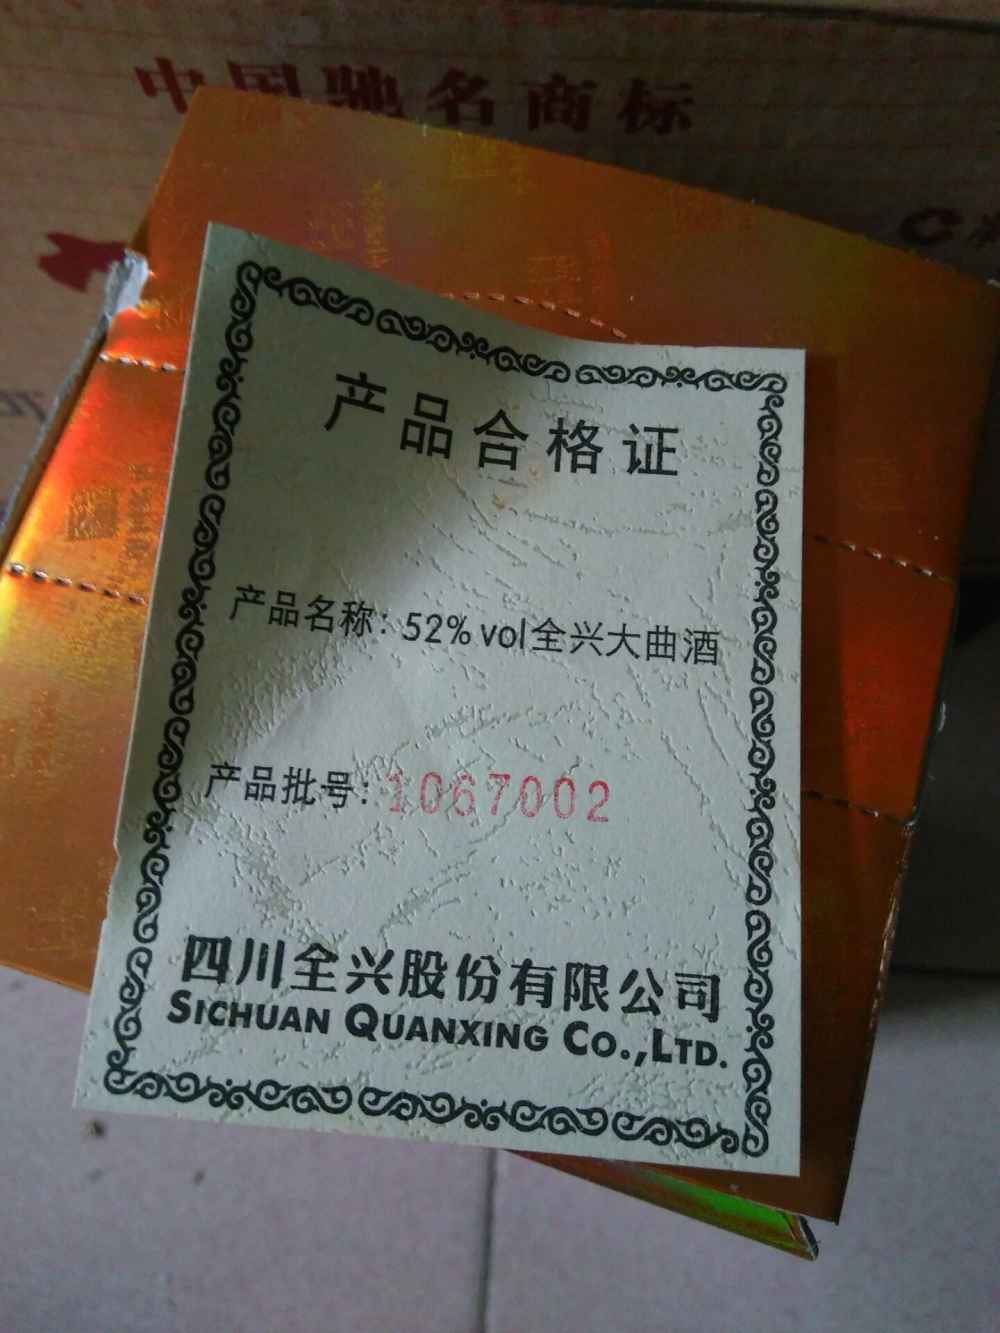 中国驰名商标
产品合格证
产品名称：52%vol全兴大曲酒
产品批号：1067002
四川全兴股份有限公司
SICHUAN QUANXING CO.,LTD.